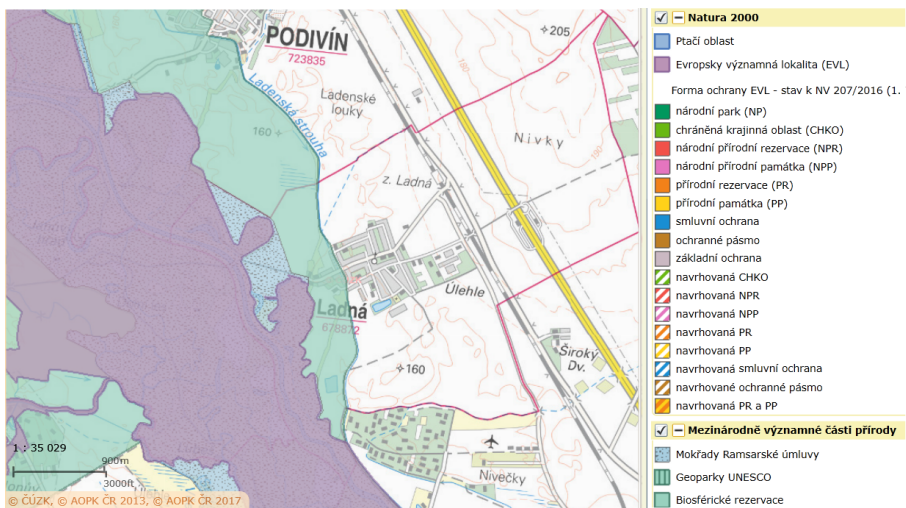 PODIVÍN
723835
205
180
Ladenská strouha
Ladenské
louky
160
Nivky
190
z. Ladná
Úlehle
Ladná
678872
160
Široký
Dv.
Nivečky
1 : 35 029
900m
3000ft
© ČÚZK, © AOPK ČR 2013, © AOPK ČR 2017
Natura 2000
Ptačí oblast
Evropsky významná lokalita (EVL)
Forma ochrany EVL - stav k NV 207/2016 (1.
národní park (NP)
chráněná krajinná oblast (CHKO)
národní přírodní rezervace (NPR)
národní přírodní památka (NPP)
přírodní rezervace (PR)
přírodní památka (PP)
smluvní ochrana
ochranné pásmo
základní ochrana
navrhovaná CHKO
navrhovaná NPR
navrhovaná NPP
navrhovaná PR
navrhovaná PP
navrhovaná smluvní ochrana
navrhované ochranné pásmo
navrhovaná PR a PP
Mezinárodně významné části přírody
Mokřady Ramsarské úmluvy
Geoparky UNESCO
Biosférické rezervace